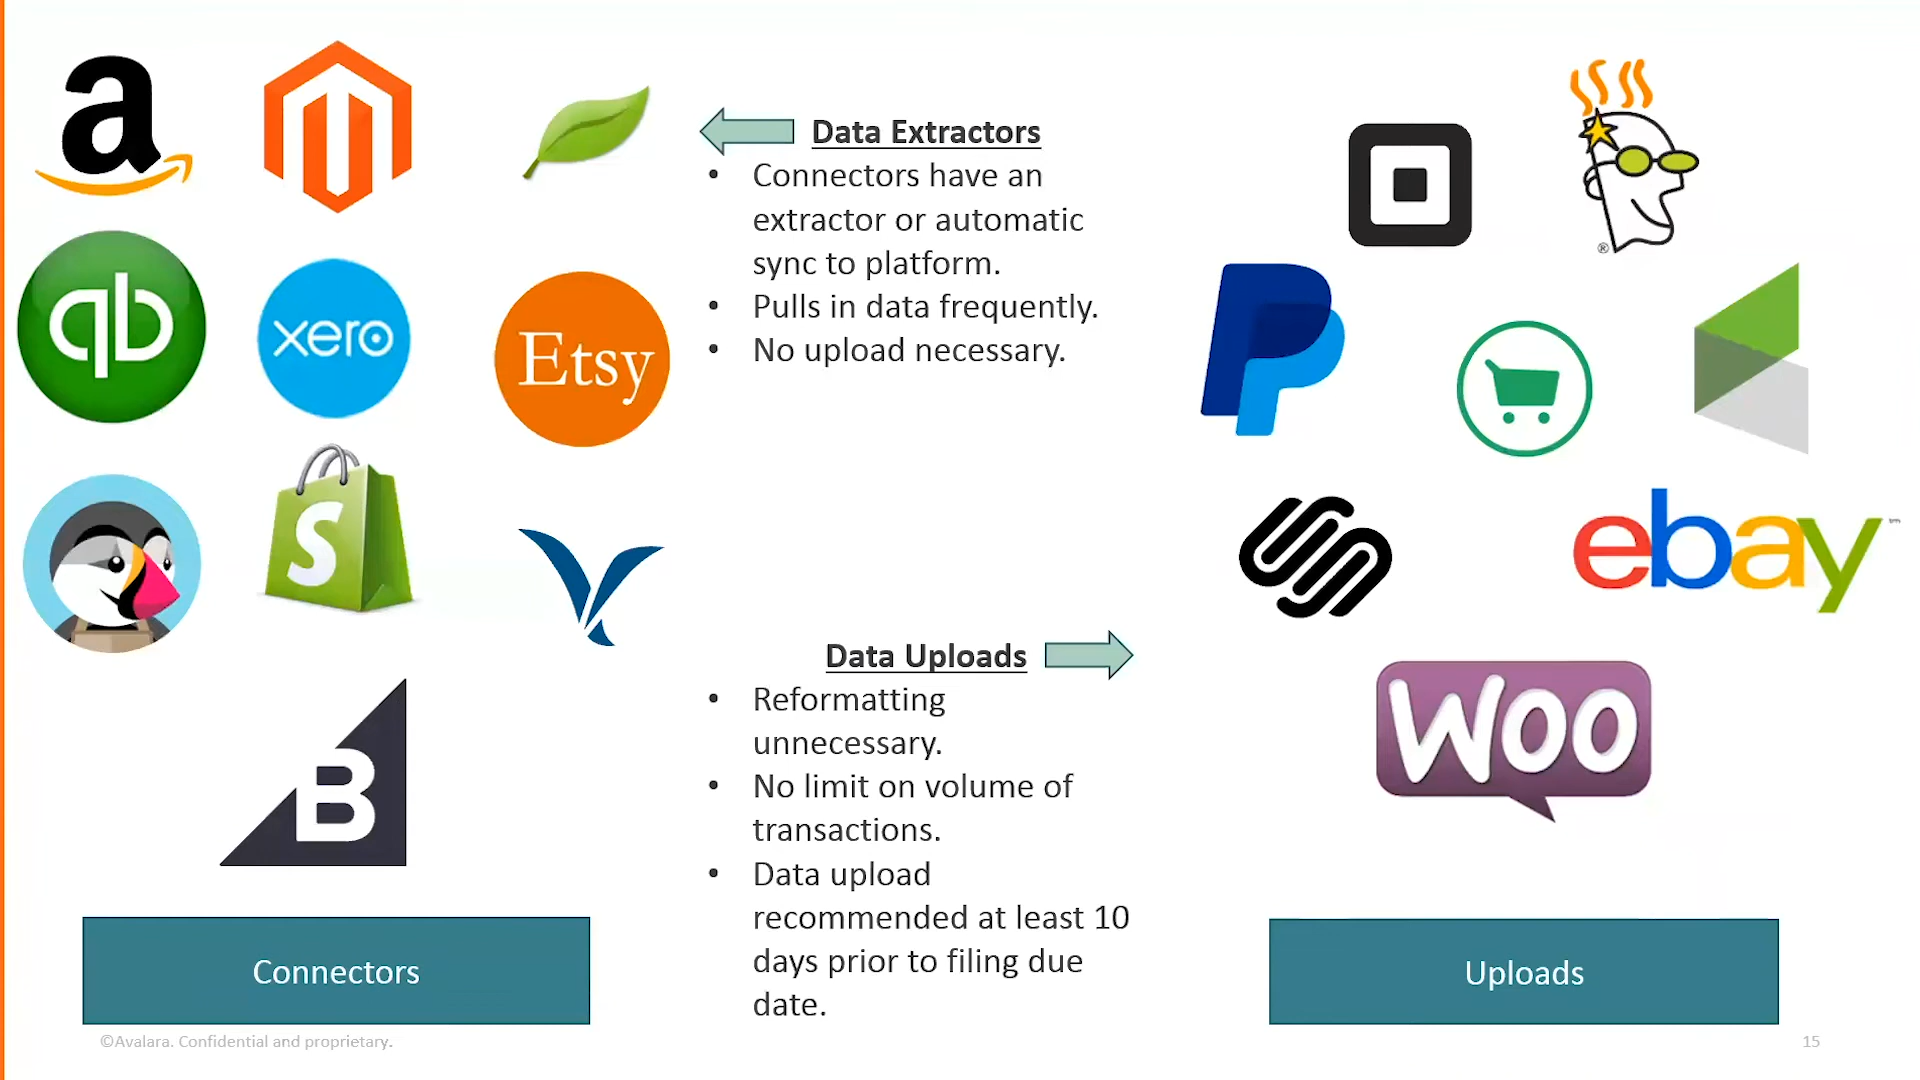 a
qb
xero
Etsy
S
B
Data Extractors
• Connectors have an
extractor or automatic
sync to platform.
• Pulls in data frequently.
• No upload necessary.
Data Uploads
• Reformatting
unnecessary.
• No limit on volume of
transactions.
• Data upload
recommended at least 10
days prior to filing due
date.
®
ebay™
Woo
Connectors
Uploads
©Avalara. Confidential and proprietary.
15